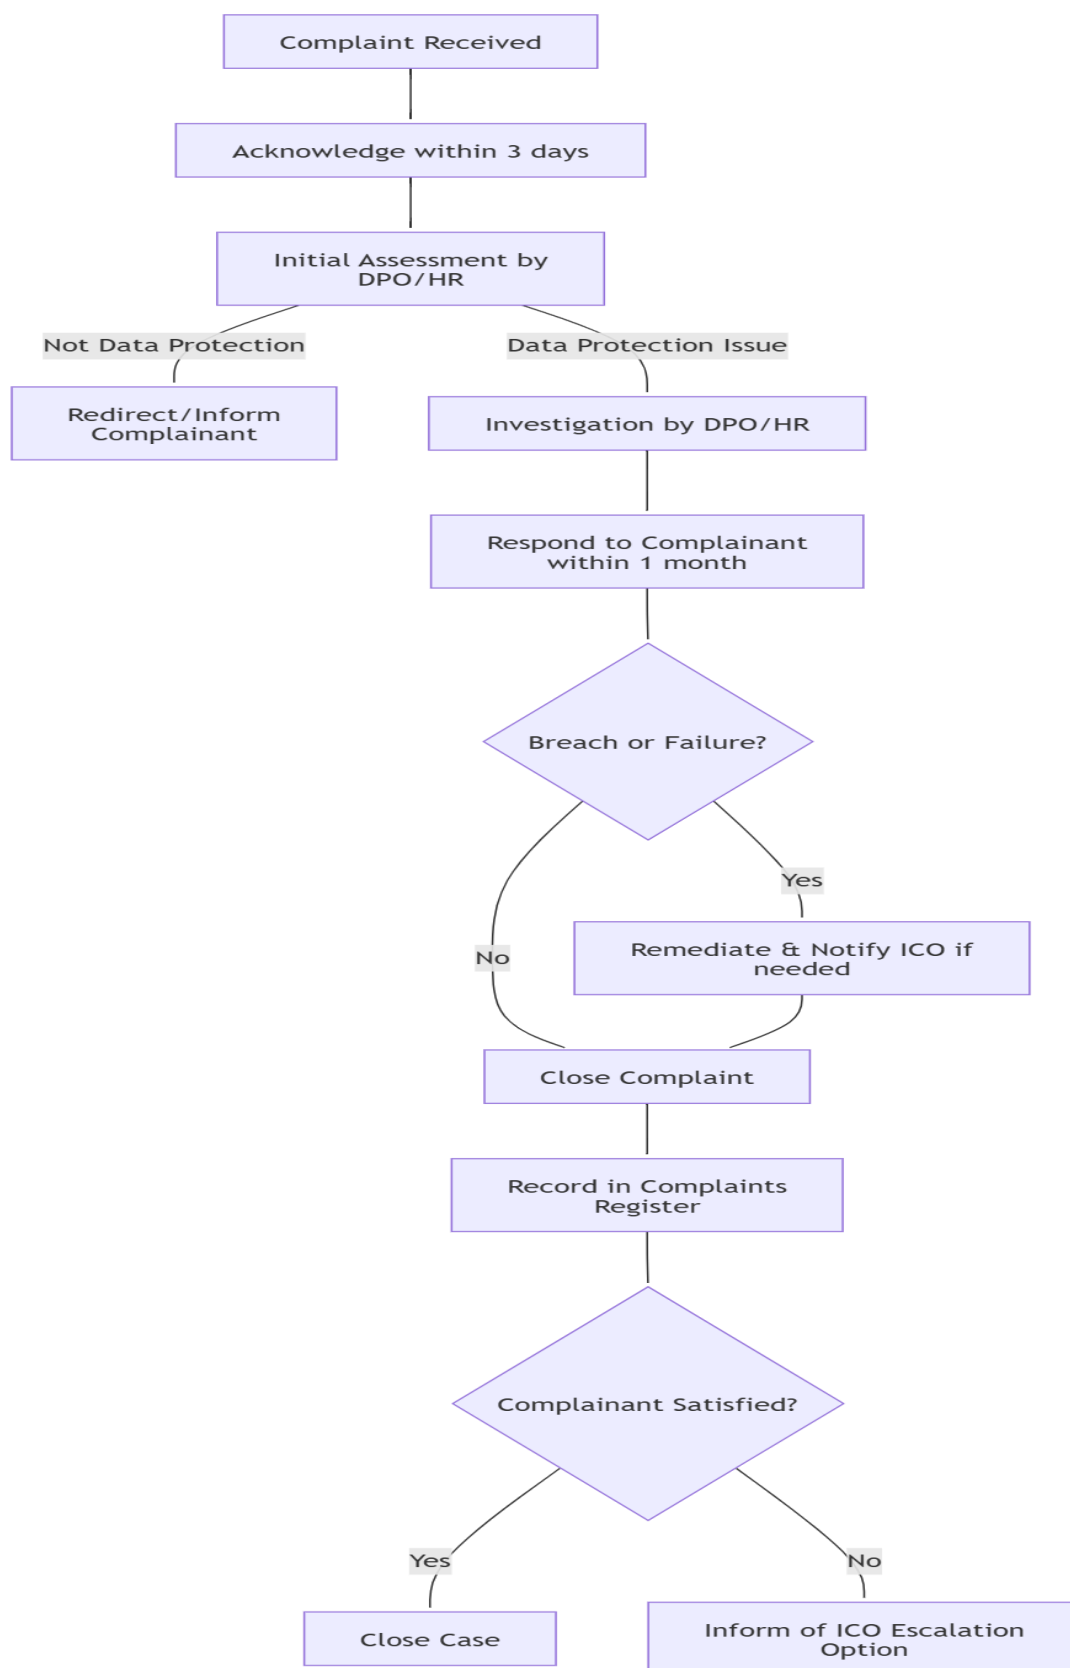 Complaint Received
Acknowledge within 3 days
Initial Assessment by
DPO/HR
Not Data Protection
Data Protection Issue
Redirect/Inform
Complainant
Investigation by DPO/HR
Respond to Complainant
within 1 month
Breach or Failure?
Yes
No
Remediate & Notify ICO if
needed
Close Complaint
Record in Complaints
Register
Complainant Satisfied?
Yes
No
Close Case
Inform of ICO Escalation
Option